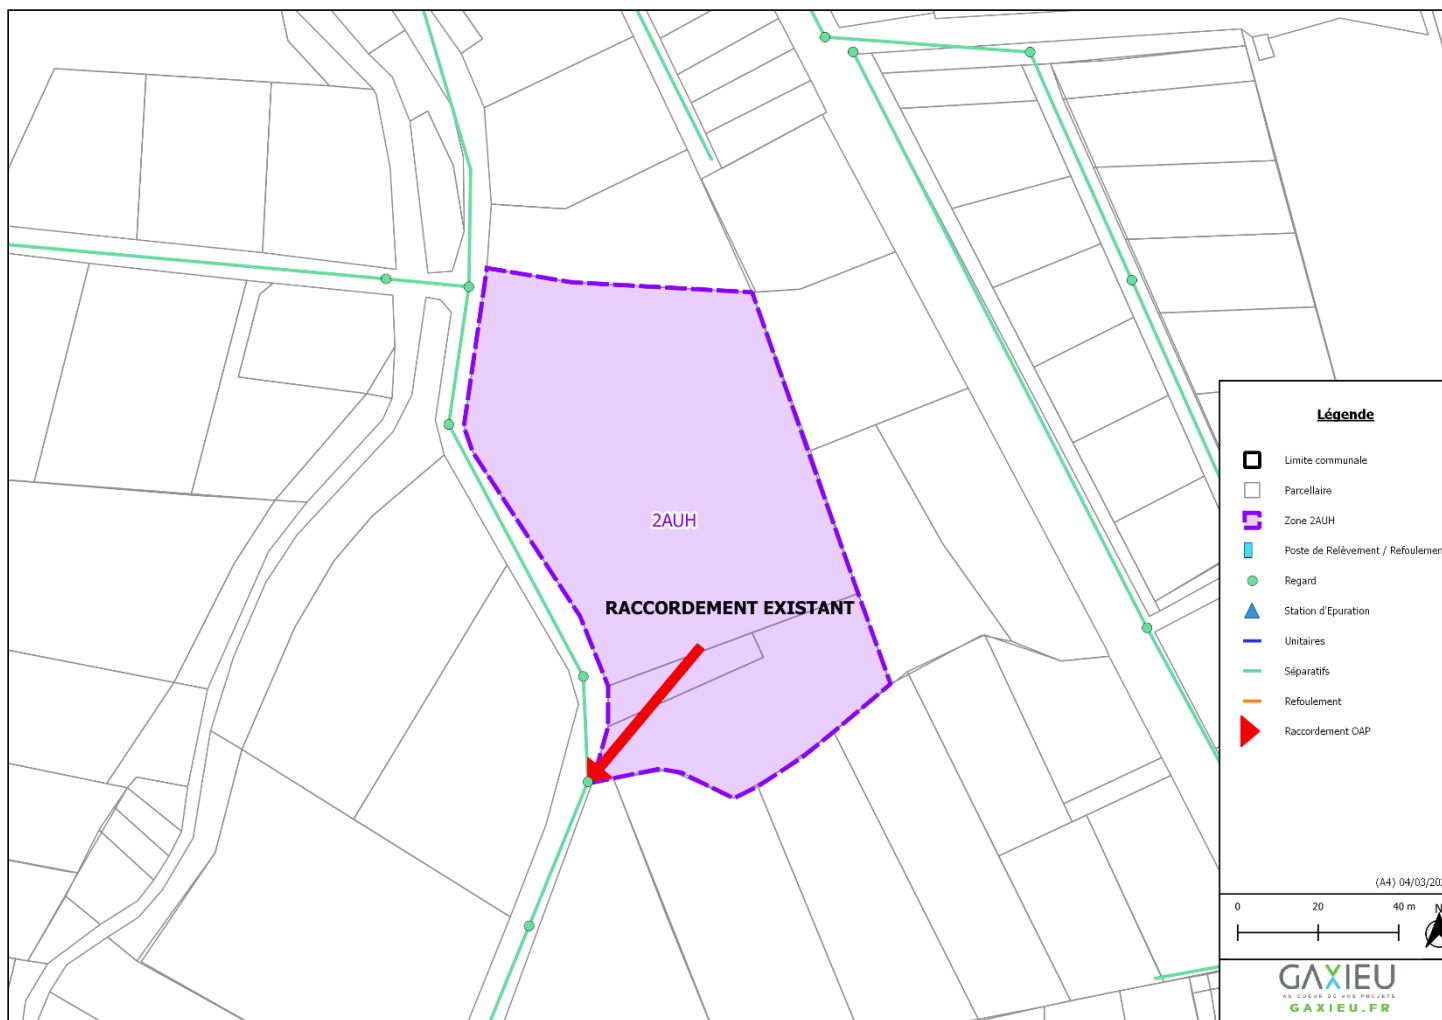 2AUH
RACCORDEMENT EXISTANT
Légende
Limite communale
Parcellaire
Zone 2AUH
Poste de Relèvement / Refoulemen
Regard
Station d'Epuration
Unitaires
Séparatifs
Refoulement
Raccordement OAP
(A4) 04/03/202
0 20 40 m N
GAXIEU
AU COEUR DE VOS PROJETS
GAXIEU.FR